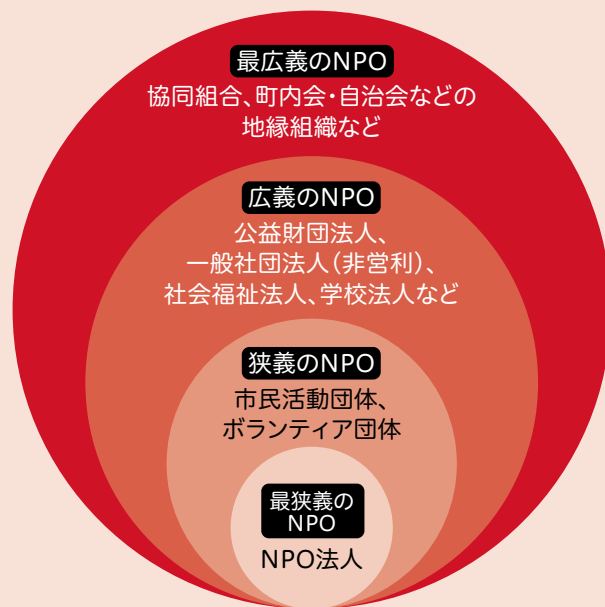 最広義のNPO
協同組合、町内会・自治会などの
地縁組織など
広義のNPO
公益財団法人、
一般社団法人(非営利)、
社会福祉法人、学校法人など
狭義のNPO
市民活動団体、
ボランティア団体
最狭義の
NPO
NPO法人